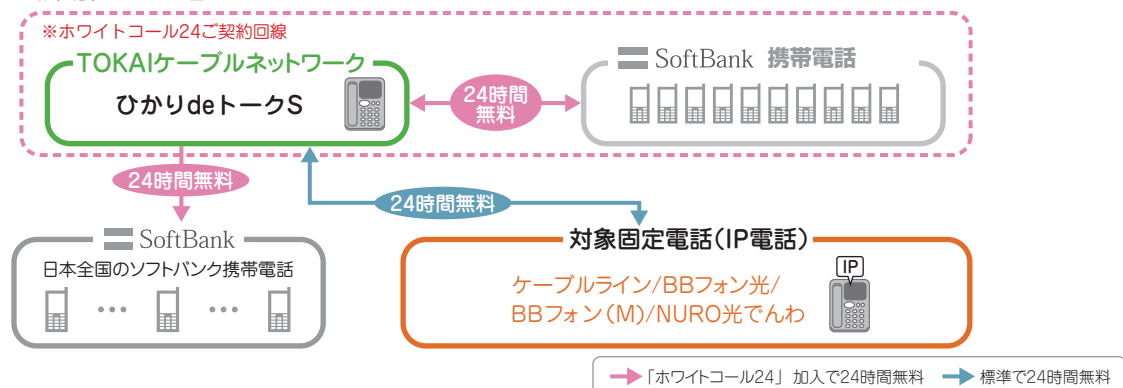 ※ホワイトコール24ご契約回線
TOKAIケーブルネットワーク
ひかりdeトークS
24時間
無料
SoftBank 携帯電話
24時間無料
24時間無料
SoftBank
日本全国のソフトバンク携帯電話
… …
対象固定電話(IP電話)
IP
ケーブルライン/BBフォン光/
BBフォン(M)/NURO光でんわ
「ホワイトコール24」加入で24時間無料 標準で24時間無料